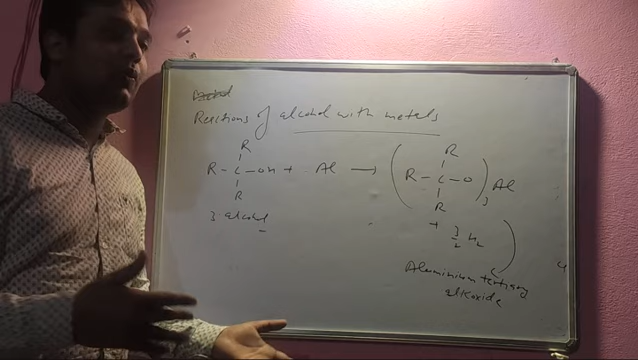 Reactions of alcohol with metals
R R
R - C - OH + Al → ( R - C - O )3 Al
R R
3 alcohol + 3/2 H2
Aluminium tertiary
alkoxide